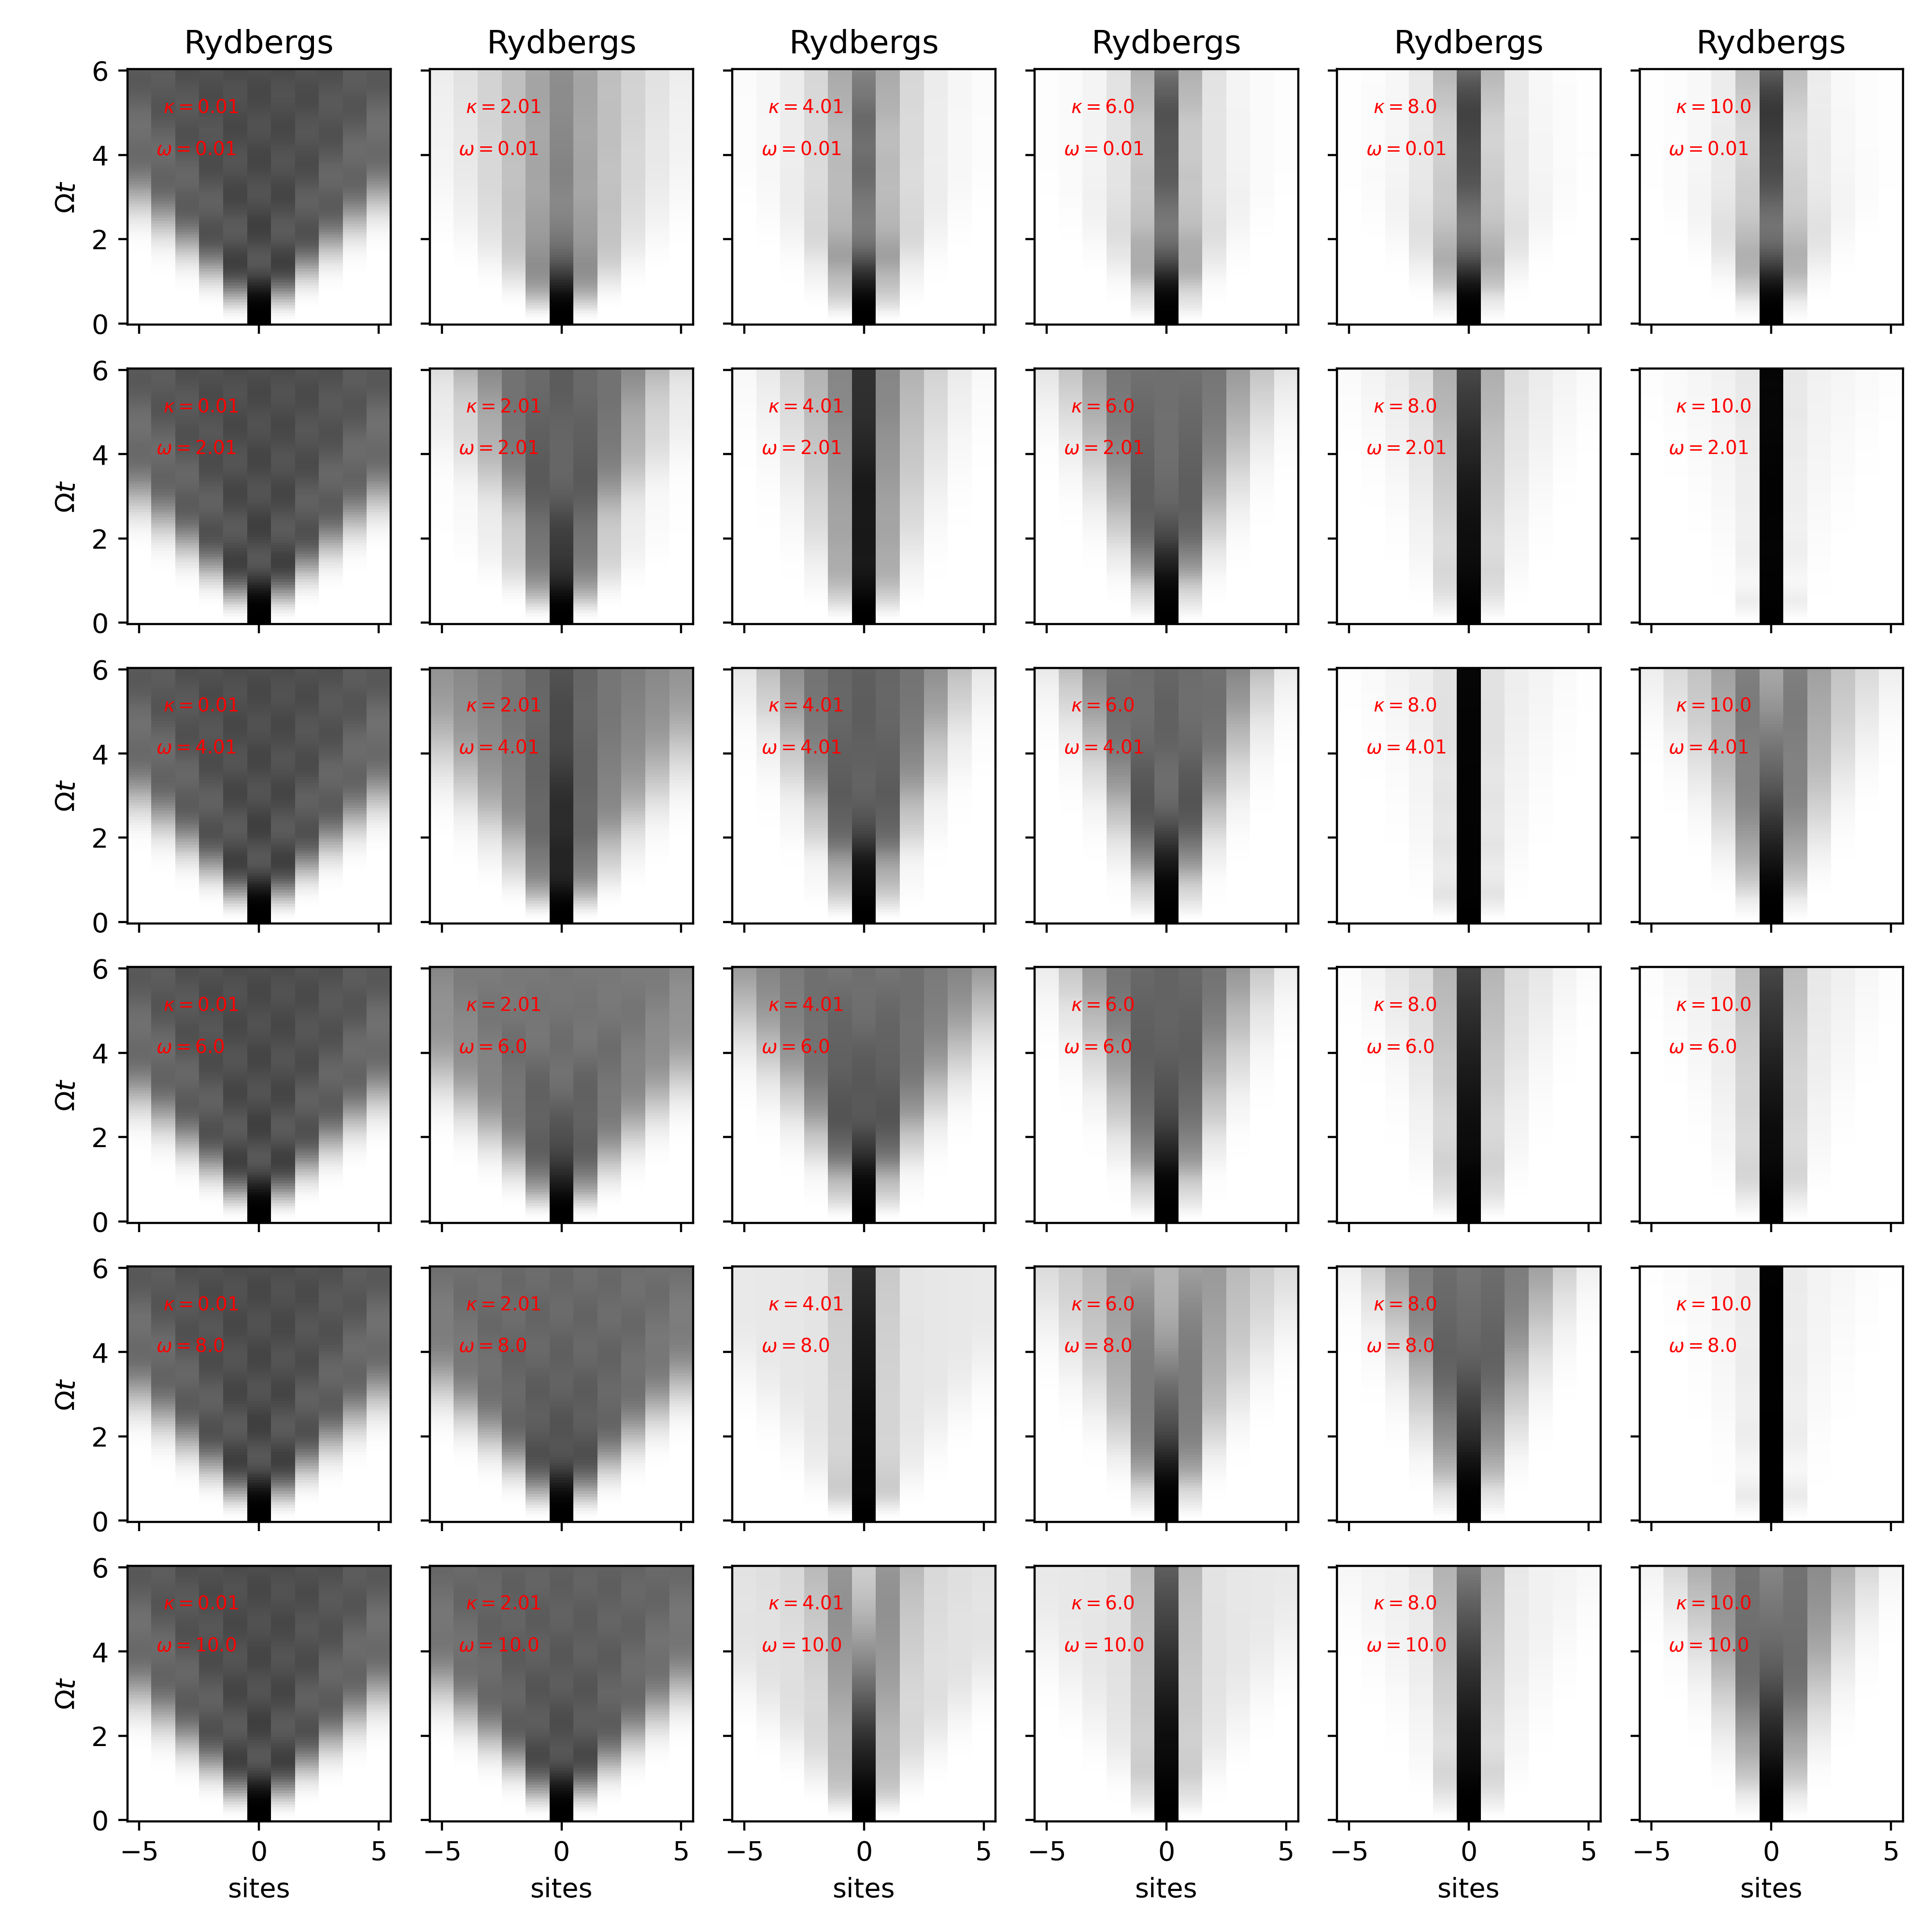 Rydbergs Rydbergs Rydbergs Rydbergs Rydbergs Rydbergs
6
κ = 0.01 κ = 2.01 κ = 4.01 κ = 6.0 κ = 8.0 κ = 10.0
4 ω = 0.01 ω = 0.01 ω = 0.01 ω = 0.01 ω = 0.01 ω = 0.01
Ωt
2
0
6
κ = 0.01 κ = 2.01 κ = 4.01 κ = 6.0 κ = 8.0 κ = 10.0
4 ω = 2.01 ω = 2.01 ω = 2.01 ω = 2.01 ω = 2.01 ω = 2.01
Ωt
2
0
6
κ = 0.01 κ = 2.01 κ = 4.01 κ = 6.0 κ = 8.0 κ = 10.0
4 ω = 4.01 ω = 4.01 ω = 4.01 ω = 4.01 ω = 4.01 ω = 4.01
Ωt
2
0
6
κ = 0.01 κ = 2.01 κ = 4.01 κ = 6.0 κ = 8.0 κ = 10.0
4 ω = 6.0 ω = 6.0 ω = 6.0 ω = 6.0 ω = 6.0 ω = 6.0
Ωt
2
0
6
κ = 0.01 κ = 2.01 κ = 4.01 κ = 6.0 κ = 8.0 κ = 10.0
4 ω = 8.0 ω = 8.0 ω = 8.0 ω = 8.0 ω = 8.0 ω = 8.0
Ωt
2
0
6
κ = 0.01 κ = 2.01 κ = 4.01 κ = 6.0 κ = 8.0 κ = 10.0
4 ω = 10.0 ω = 10.0 ω = 10.0 ω = 10.0 ω = 10.0 ω = 10.0
Ωt
2
0
−5 0 5 −5 0 5 −5 0 5 −5 0 5 −5 0 5 −5 0 5
sites sites sites sites sites sites